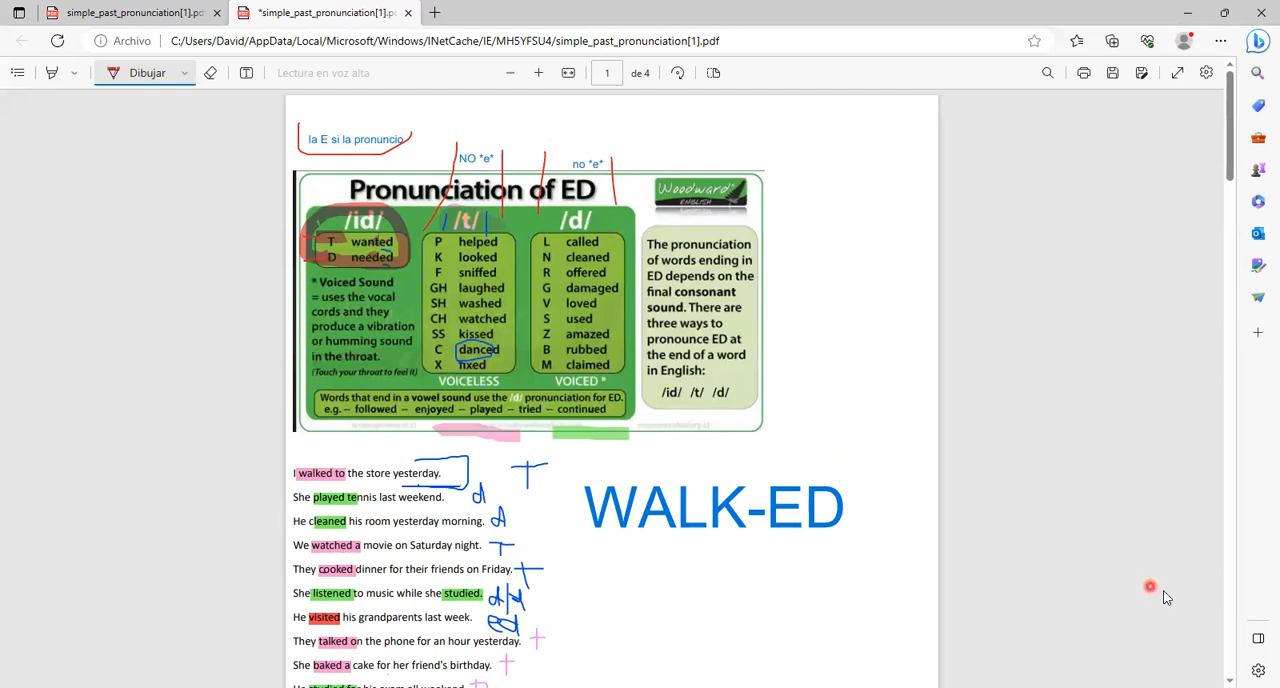 simple_past_pronunciation[1].pd
*simple_past_pronunciation[1].p
Archivo
C:/Users/David/AppData/Local/Microsoft/Windows/INetCache/IE/MH5YFSU4/simple_past_pronunciation[1].pdf
Dibujar
Lectura en voz alta
1
de 4
la E si la pronuncio
NO *e*
no *e*
Pronunciation of ED
Woodward
ENGLISH
/id/
/t/
/d/
T wanted
D needed
* Voiced Sound
= uses the vocal
cords and they
produce a vibration
or humming sound
in the throat.
(Touch your throat to feel it)
P helped
K looked
F sniffed
GH laughed
SH washed
CH watched
SS kissed
C danced
X fixed
VOICELESS
L called
N cleaned
R offered
G damaged
V loved
S used
Z amazed
B rubbed
M claimed
VOICED *
The pronunciation
of words ending in
ED depends on the
final consonant
sound. There are
three ways to
pronounce ED at
the end of a word
in English:
/id/ /t/ /d/
Words that end in a vowel sound use the /d/ pronunciation for ED.
e.g. – followed – enjoyed – played – tried – continued
I walked to the store yesterday. T
She played tennis last weekend. d
He cleaned his room yesterday morning. d
We watched a movie on Saturday night. T
They cooked dinner for their friends on Friday. T
She listened to music while she studied. d/d
He visited his grandparents last week.
They talked on the phone for an hour yesterday. T
She baked a cake for her friend's birthday. T
He studied for his exam all weekend.
WALK-ED